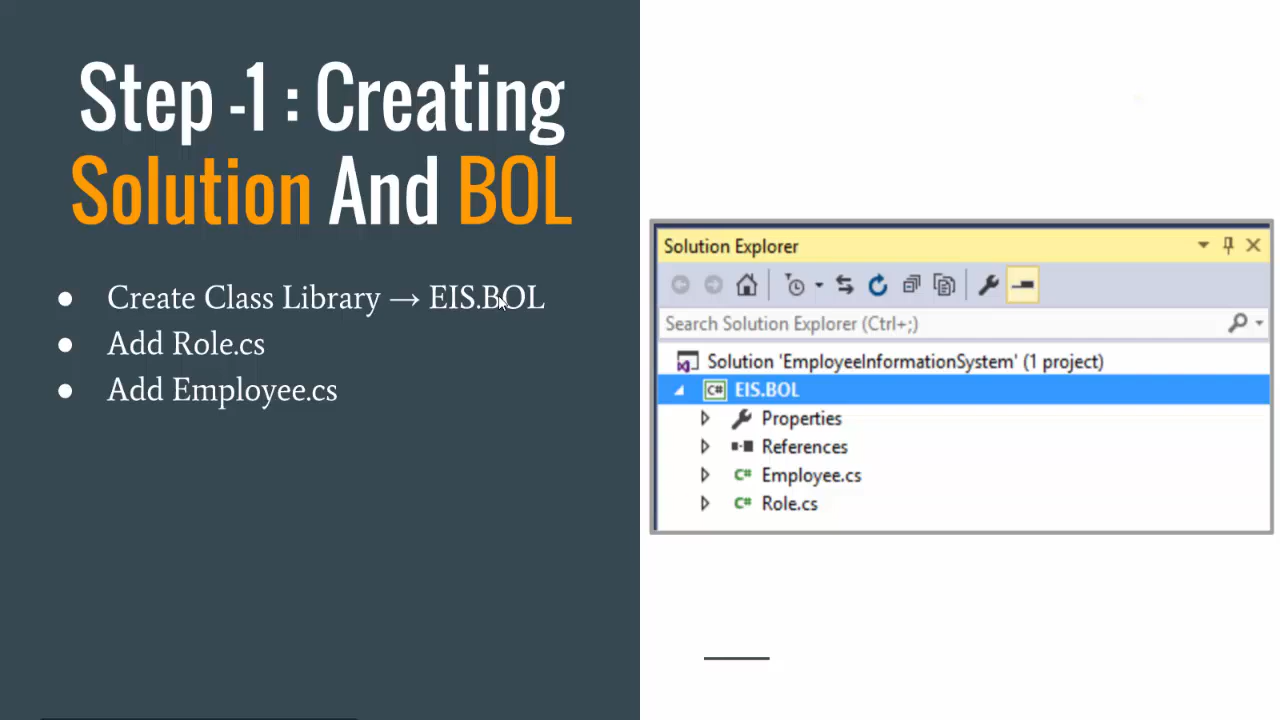 Step -1 : Creating
Solution And BOL
● Create Class Library → EIS.BOL
● Add Role.cs
● Add Employee.cs
Solution Explorer
Search Solution Explorer (Ctrl+;)
Solution 'EmployeeInformationSystem' (1 project)
C# EIS.BOL
Properties
References
C# Employee.cs
C# Role.cs